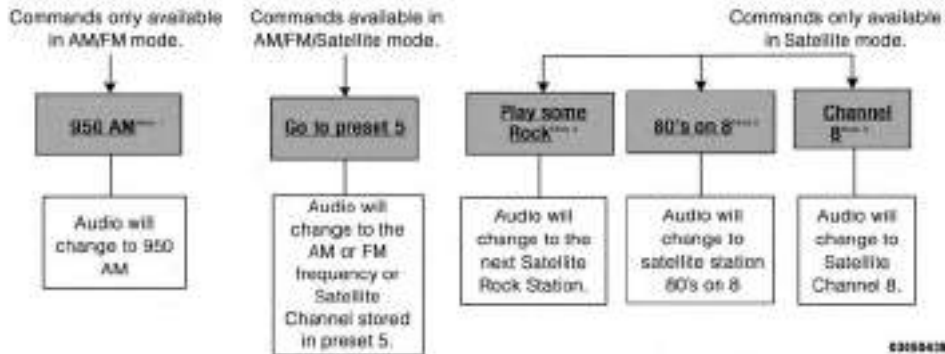 Commands only available
in AM/FM mode.
Commands available in
AM/FM/Satellite mode.
Commands only available
in Satellite mode.
950 AM
Go to preset 5
Play some
Rock
80's on 8
Channel
8
Audio will
change to 950
AM
Audio will
change to the
AM or FM
frequency or
Satellite
Channel stored
in preset 5.
Audio will
change to the
next Satellite
Rock Station.
Audio will
change to
satellite station
80's on 8
Audio will
change to
Satellite
Channel 8.